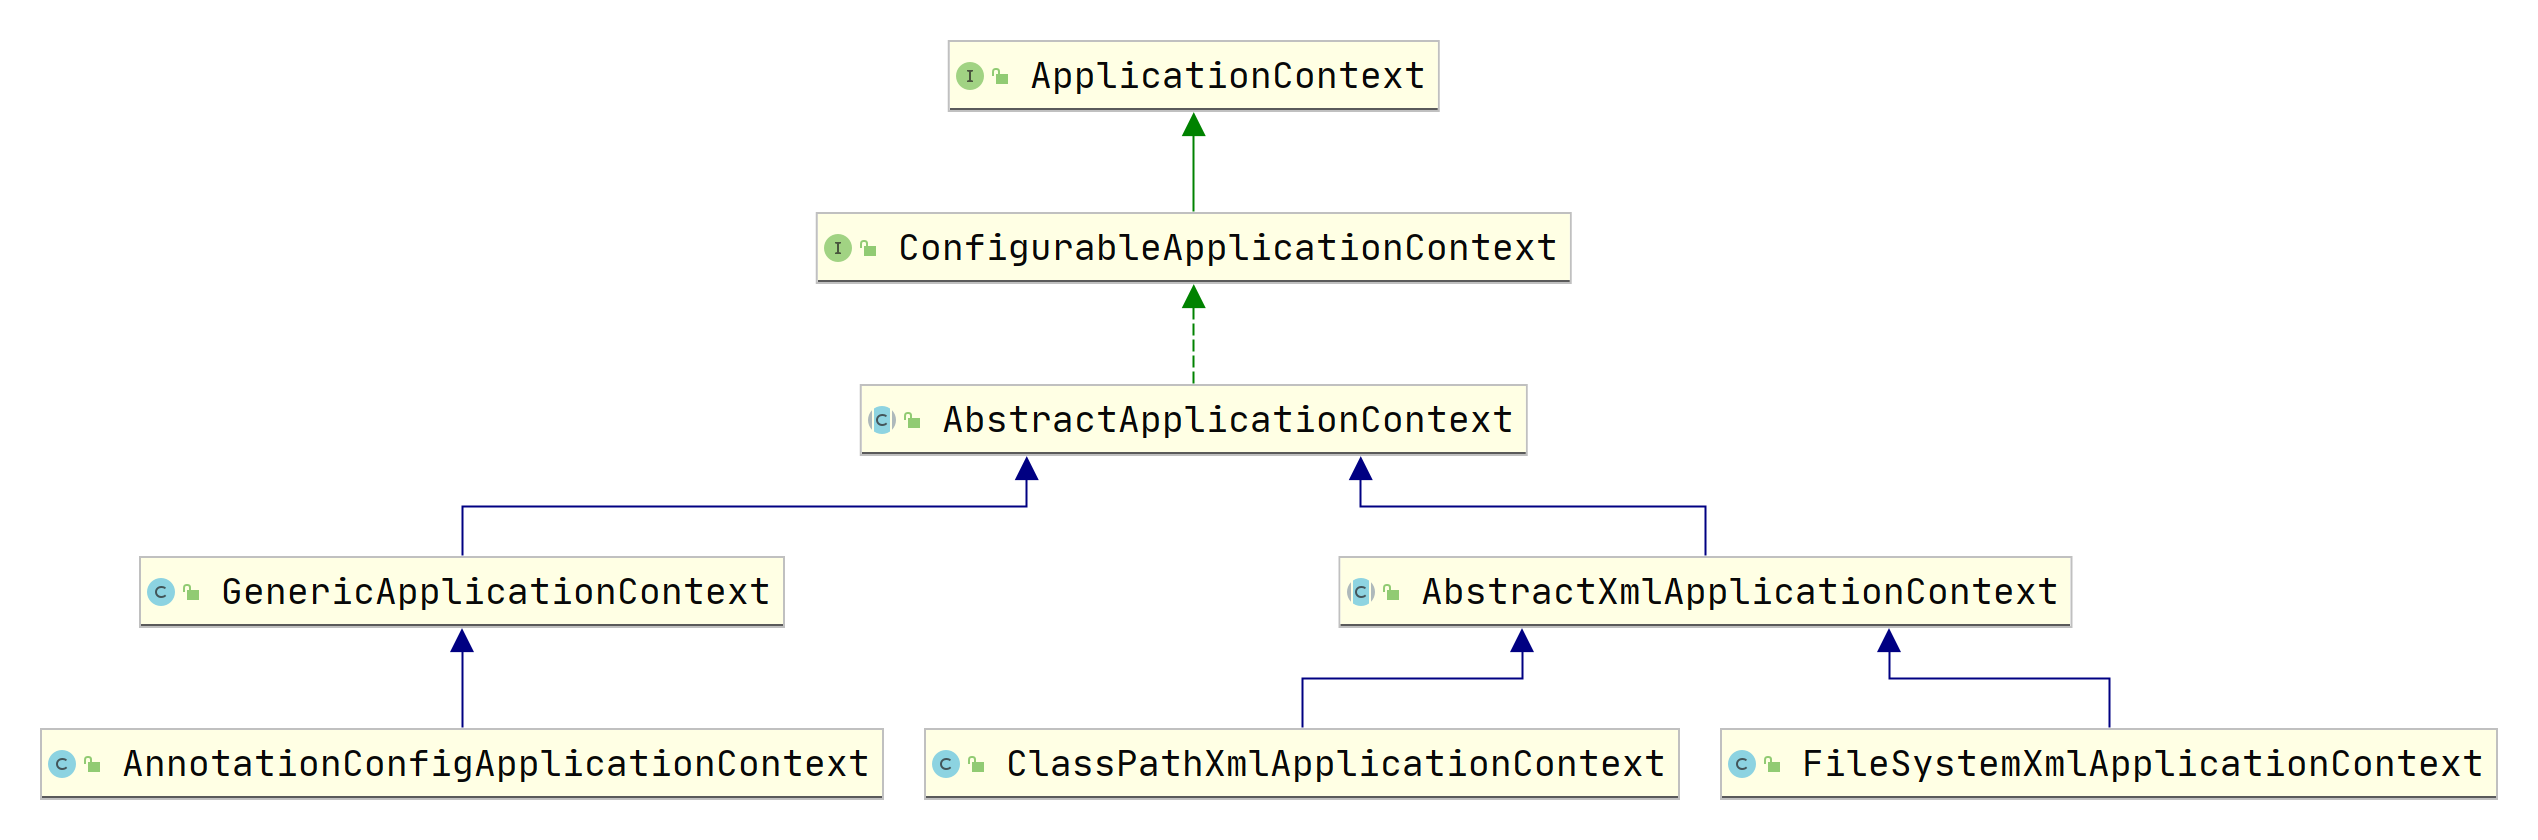 I ApplicationContext
I ConfigurableApplicationContext
C AbstractApplicationContext
C GenericApplicationContext
C AbstractXmlApplicationContext
C AnnotationConfigApplicationContext
C ClassPathXmlApplicationContext
C FileSystemXmlApplicationContext